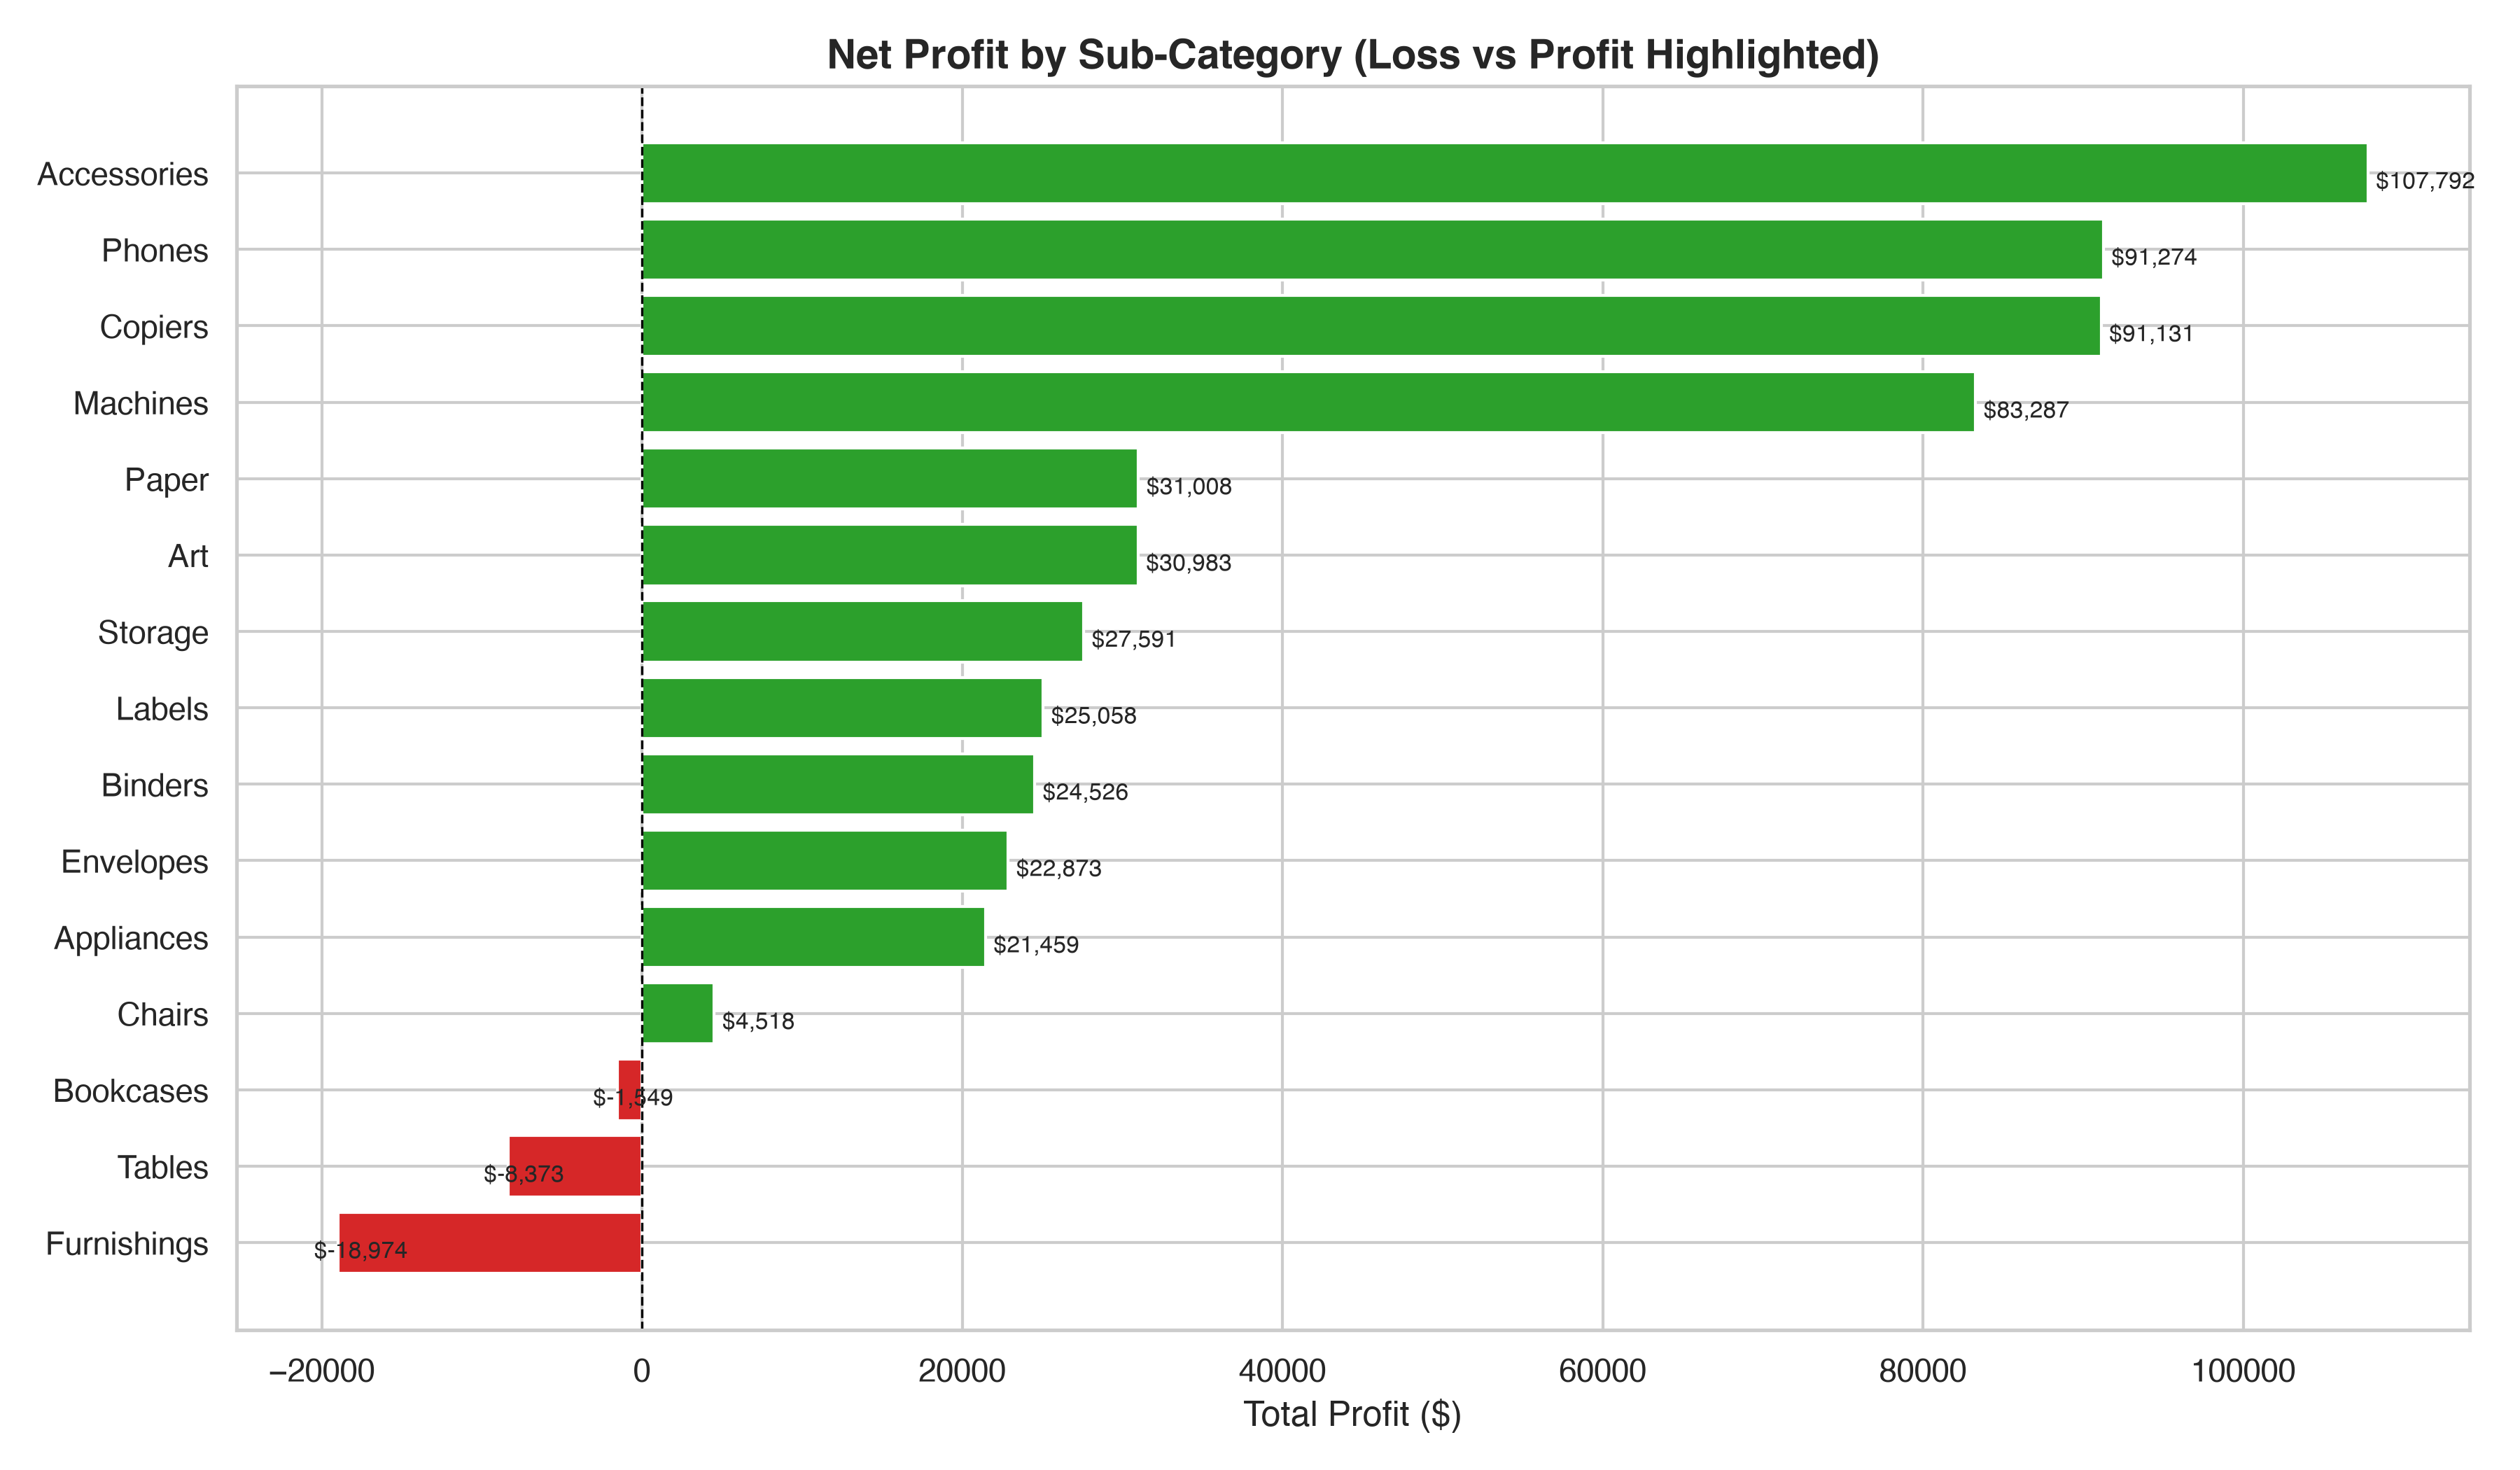 Net Profit by Sub-Category (Loss vs Profit Highlighted)
Accessories $107,792
Phones $91,274
Copiers $91,131
Machines $83,287
Paper $31,008
Art $30,983
Storage $27,591
Labels $25,058
Binders $24,526
Envelopes $22,873
Appliances $21,459
Chairs $4,518
Bookcases $-1,549
Tables $-8,373
Furnishings $-18,974
−20000 0 20000 40000 60000 80000 100000
Total Profit ($)